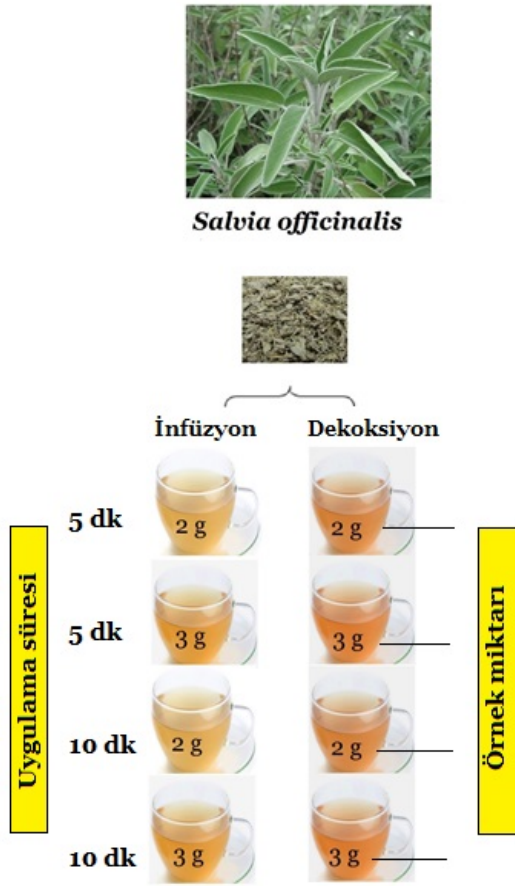 Salvia officinalis
İnfüzyon Dekoksiyon
5 dk 2 g 2 g
5 dk 3 g 3 g
10 dk 2 g 2 g
10 dk 3 g 3 g
Uygulama süresi
Örnek miktarı